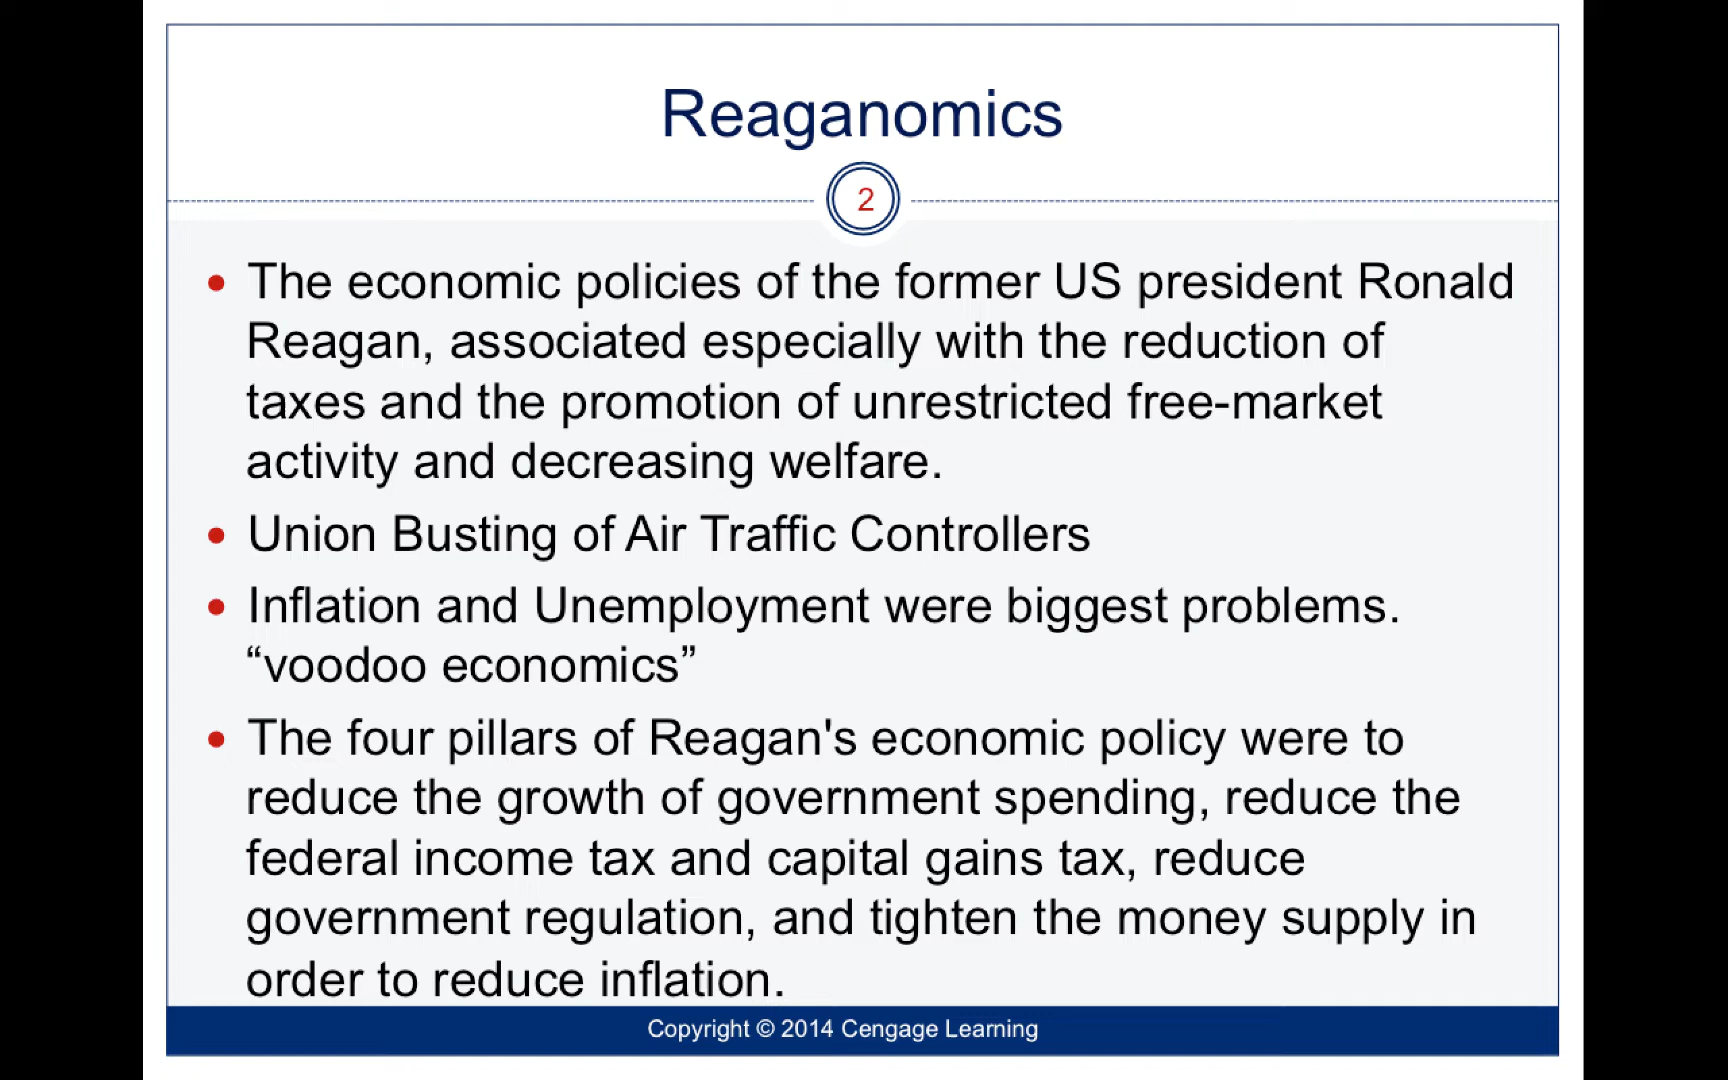 Reaganomics
2
• The economic policies of the former US president Ronald
Reagan, associated especially with the reduction of
taxes and the promotion of unrestricted free-market
activity and decreasing welfare.
• Union Busting of Air Traffic Controllers
• Inflation and Unemployment were biggest problems.
“voodoo economics”
• The four pillars of Reagan's economic policy were to
reduce the growth of government spending, reduce the
federal income tax and capital gains tax, reduce
government regulation, and tighten the money supply in
order to reduce inflation.
Copyright © 2014 Cengage Learning